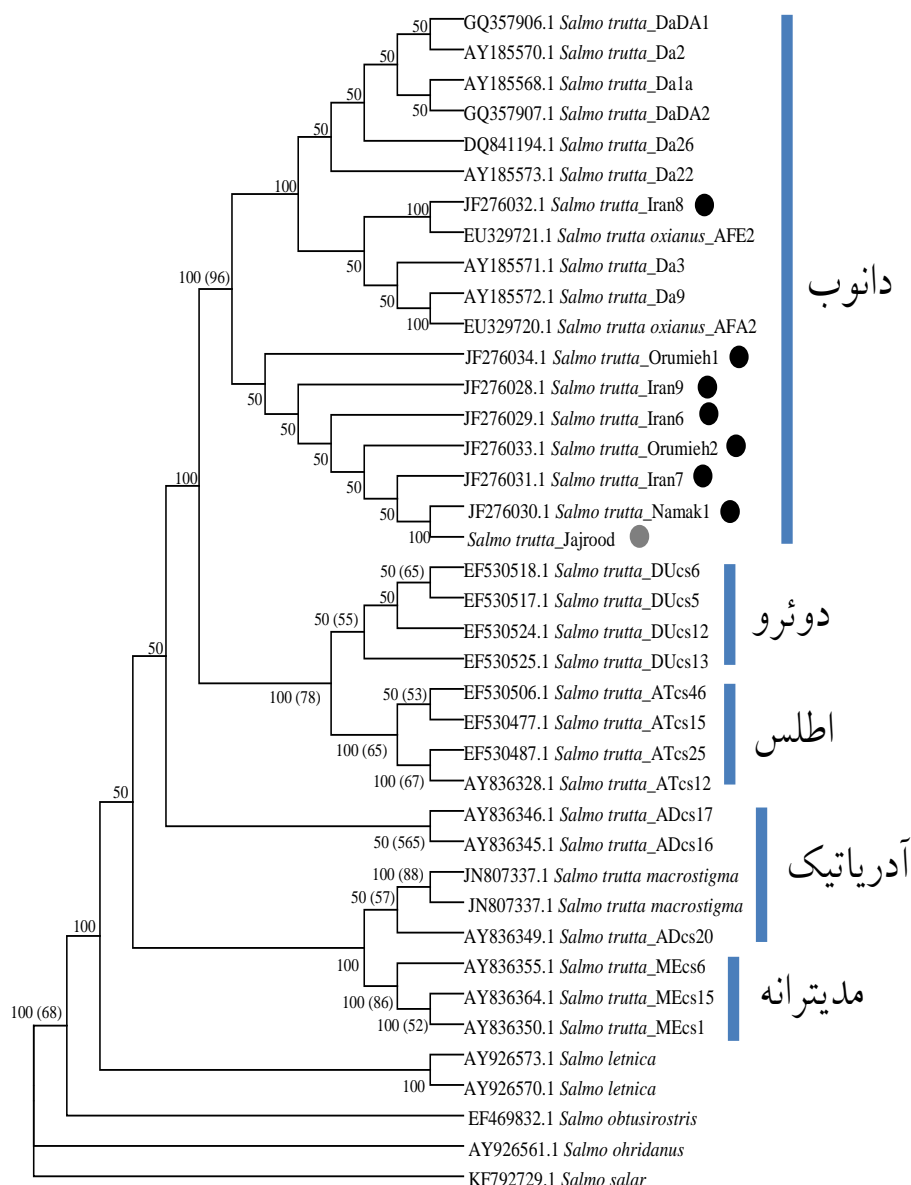 GQ357906.1 Salmo trutta_DaDA1
AY185570.1 Salmo trutta_Da2
AY185568.1 Salmo trutta_Da1a
GQ357907.1 Salmo trutta_DaDA2
DQ841194.1 Salmo trutta_Da26
AY185573.1 Salmo trutta_Da22
JF276032.1 Salmo trutta_Iran8
EU329721.1 Salmo trutta oxianus_AFE2
AY185571.1 Salmo trutta_Da3
AY185572.1 Salmo trutta_Da9
EU329720.1 Salmo trutta oxianus_AFA2
JF276034.1 Salmo trutta_Orumieh1
JF276028.1 Salmo trutta_Iran9
JF276029.1 Salmo trutta_Iran6
JF276033.1 Salmo trutta_Orumieh2
JF276031.1 Salmo trutta_Iran7
JF276030.1 Salmo trutta_Namak1
Salmo trutta_Jajrood
دانوب
EF530518.1 Salmo trutta_DUcs6
EF530517.1 Salmo trutta_DUcs5
EF530524.1 Salmo trutta_DUcs12
EF530525.1 Salmo trutta_DUcs13
دوئرو
EF530506.1 Salmo trutta_ATcs46
EF530477.1 Salmo trutta_ATcs15
EF530487.1 Salmo trutta_ATcs25
AY836328.1 Salmo trutta_ATcs12
اطلس
AY836346.1 Salmo trutta_ADcs17
AY836345.1 Salmo trutta_ADcs16
JN807337.1 Salmo trutta macrostigma
JN807337.1 Salmo trutta macrostigma
AY836349.1 Salmo trutta_ADcs20
آدریاتیک
AY836355.1 Salmo trutta_MEcs6
AY836364.1 Salmo trutta_MEcs15
AY836350.1 Salmo trutta_MEcs1
مدیترانه
AY926573.1 Salmo letnica
AY926570.1 Salmo letnica
EF469832.1 Salmo obtusirostris
AY926561.1 Salmo ohridanus
KF792729.1 Salmo salar
50
50
50
50
50
50
100
100
50
50
100
100 (96)
50
50
50
50
50
100
100
50 (65)
50
50 (55)
100 (78)
50 (53)
100 (65)
100 (67)
50
50 (565)
50
100 (88)
50 (57)
100
100 (86)
100 (52)
100
100 (68)
100